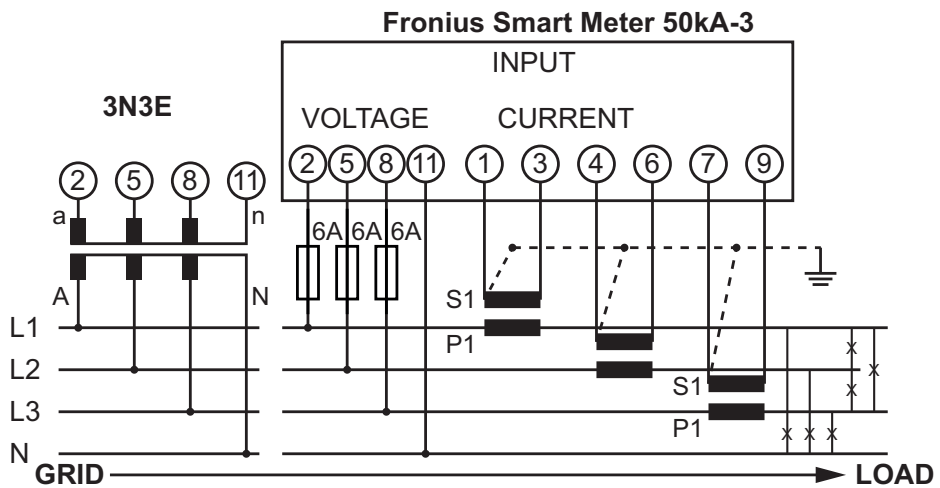 Fronius Smart Meter 50kA-3
INPUT
3N3E
VOLTAGE CURRENT
2 5 8 11 1 3 4 6 7 9
2 5 8 11
a n
6A 6A 6A
A N
S1
P1
S1
P1
L1
L2
L3
N
x x x x x x
GRID LOAD